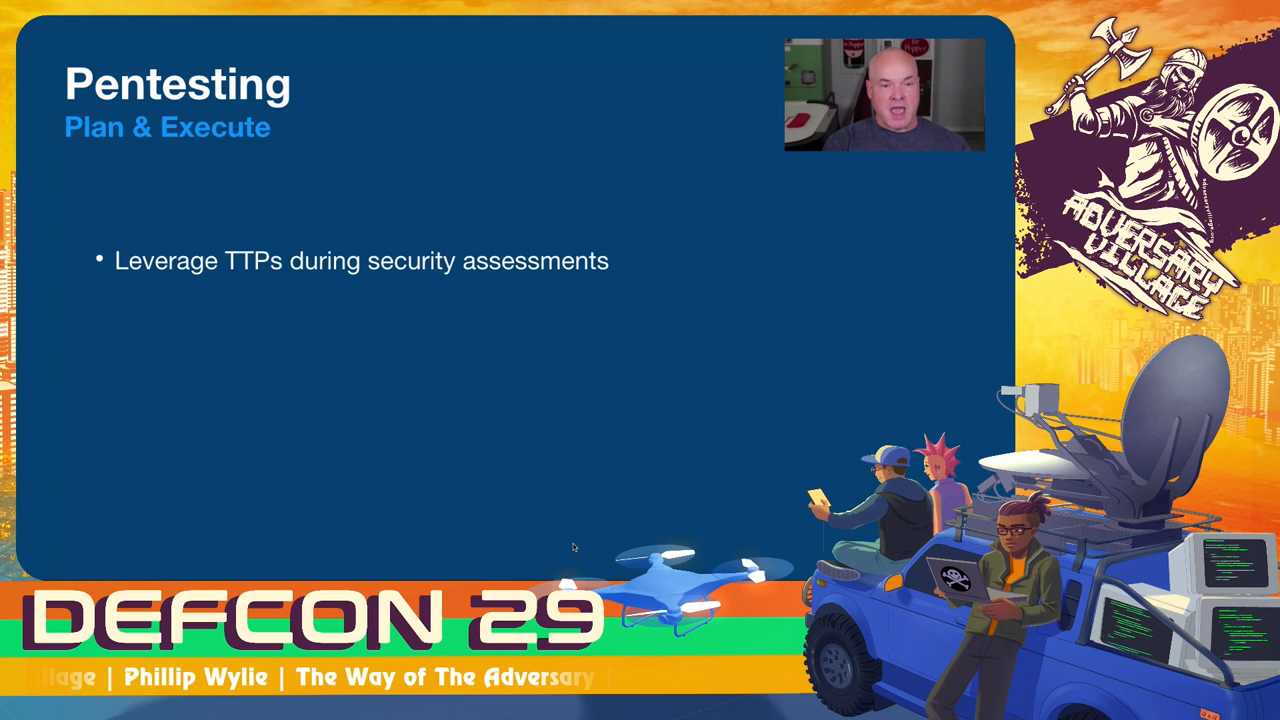 Pentesting
Plan & Execute
• Leverage TTPs during security assessments
ADVERSARY
VILLAGE
DEFCON 29
llage | Phillip Wylie | The Way of The Adversary |